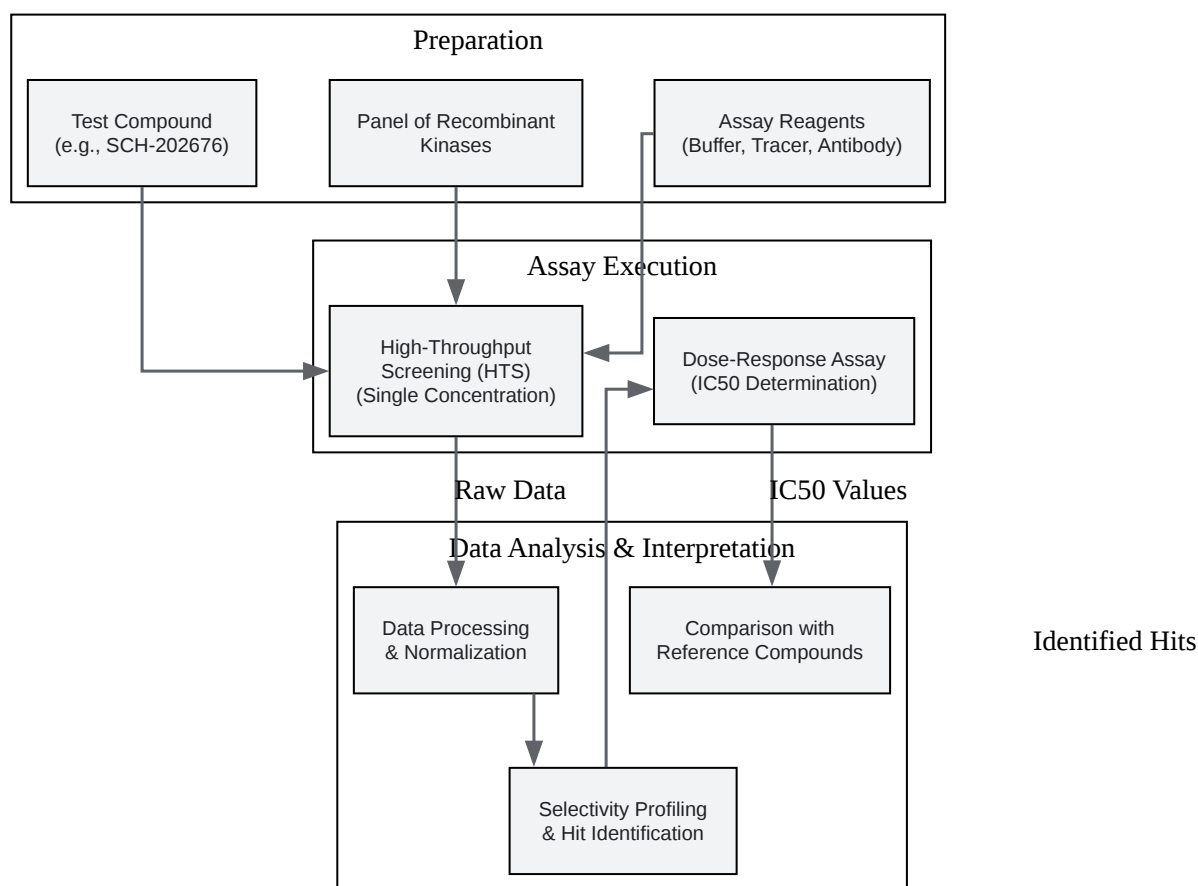 Preparation
Test Compound
(e.g., SCH-202676)
Panel of Recombinant
Kinases
Assay Reagents
(Buffer, Tracer, Antibody)
Assay Execution
High-Throughput
Screening (HTS)
(Single Concentration)
Dose-Response Assay
(IC50 Determination)
Raw Data
IC50 Values
Data Analysis & Interpretation
Data Processing
& Normalization
Comparison with
Reference Compounds
Identified Hits
Selectivity Profiling
& Hit Identification